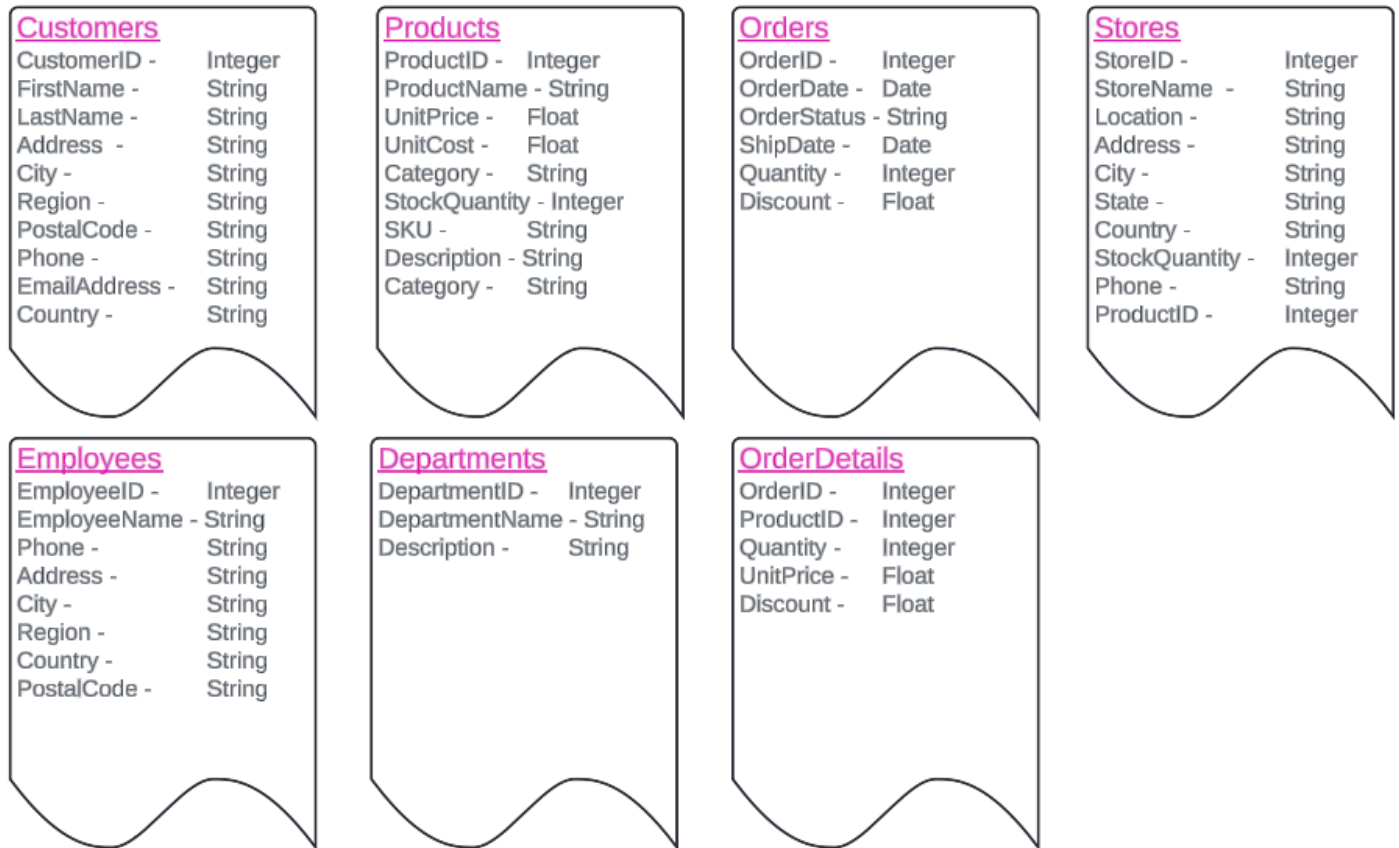 Customers
CustomerID - Integer
FirstName - String
LastName - String
Address - String
City - String
Region - String
PostalCode - String
Phone - String
EmailAddress - String
Country - String
Products
ProductID - Integer
ProductName - String
UnitPrice - Float
UnitCost - Float
Category - String
StockQuantity - Integer
SKU - String
Description - String
Category - String
Orders
OrderID - Integer
OrderDate - Date
OrderStatus - String
ShipDate - Date
Quantity - Integer
Discount - Float
Stores
StoreID - Integer
StoreName - String
Location - String
Address - String
City - String
State - String
Country - String
StockQuantity - Integer
Phone - String
ProductID - Integer
Employees
EmployeeID - Integer
EmployeeName - String
Phone - String
Address - String
City - String
Region - String
Country - String
PostalCode - String
Departments
DepartmentID - Integer
DepartmentName - String
Description - String
OrderDetails
OrderID - Integer
ProductID - Integer
Quantity - Integer
UnitPrice - Float
Discount - Float